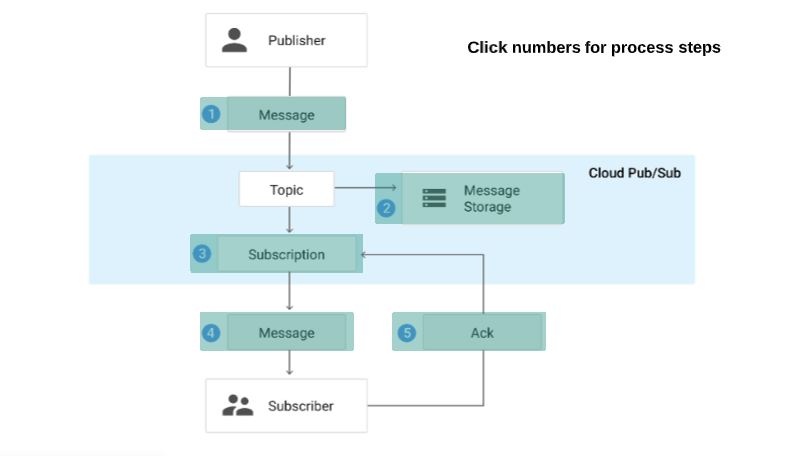 Publisher
Click numbers for process steps
1 Message
Cloud Pub/Sub
Topic
2 Message
Storage
3 Subscription
4 Message
5 Ack
Subscriber